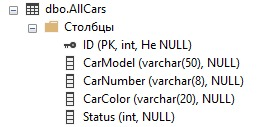 dbo.AllCars
Столбцы
ID (PK, int, Не NULL)
CarModel (varchar(50), NULL)
CarNumber (varchar(8), NULL)
CarColor (varchar(20), NULL)
Status (int, NULL)